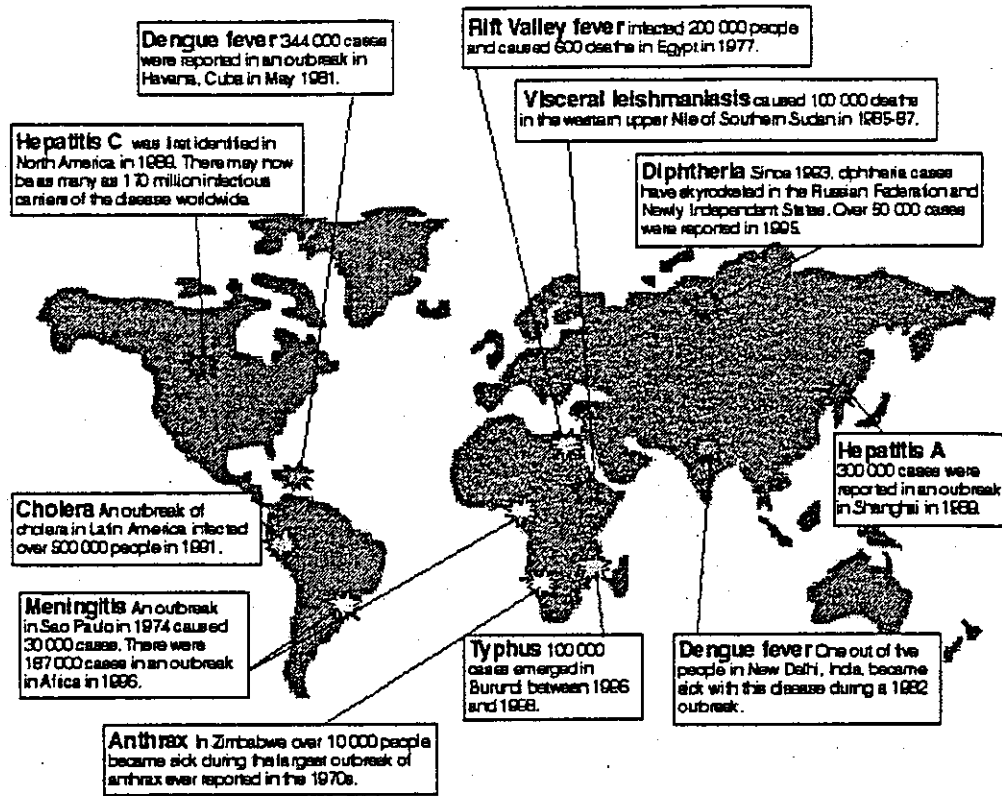 Dengue fever 344 000 cases
were reported in an outbreak in
Havana, Cuba in May 1981.
Rift Valley fever infected 200 000 people
and caused 600 deaths in Egypt in 1977.
Visceral leishmaniasis caused 100 000 deaths
in the western upper Nile of Southern Sudan in 1985-87.
Hepatitis C was first identified in
North America in 1989. There may now
be as many as 170 million infectious
carriers of the disease worldwide.
Diphtheria Since 1993, diphtheria cases
have skyrocketed in the Russian Federation and
Newly Independent States. Over 50 000 cases
were reported in 1995.
Hepatitis A
300 000 cases were
reported in an outbreak
in Shanghai in 1989.
Cholera An outbreak of
cholera in Latin America infected
over 500 000 people in 1991.
Meningitis An outbreak
in Sao Paulo in 1974 caused
30 000 cases. There were
187 000 cases in an outbreak
in Africa in 1996.
Typhus 100 000
cases emerged in
Burundi between 1996
and 1998.
Dengue fever One out of five
people in New Delhi, India, became
sick with this disease during a 1982
outbreak.
Anthrax In Zimbabwe over 10 000 people
became sick during the largest outbreak of
anthrax ever reported in the 1970s.